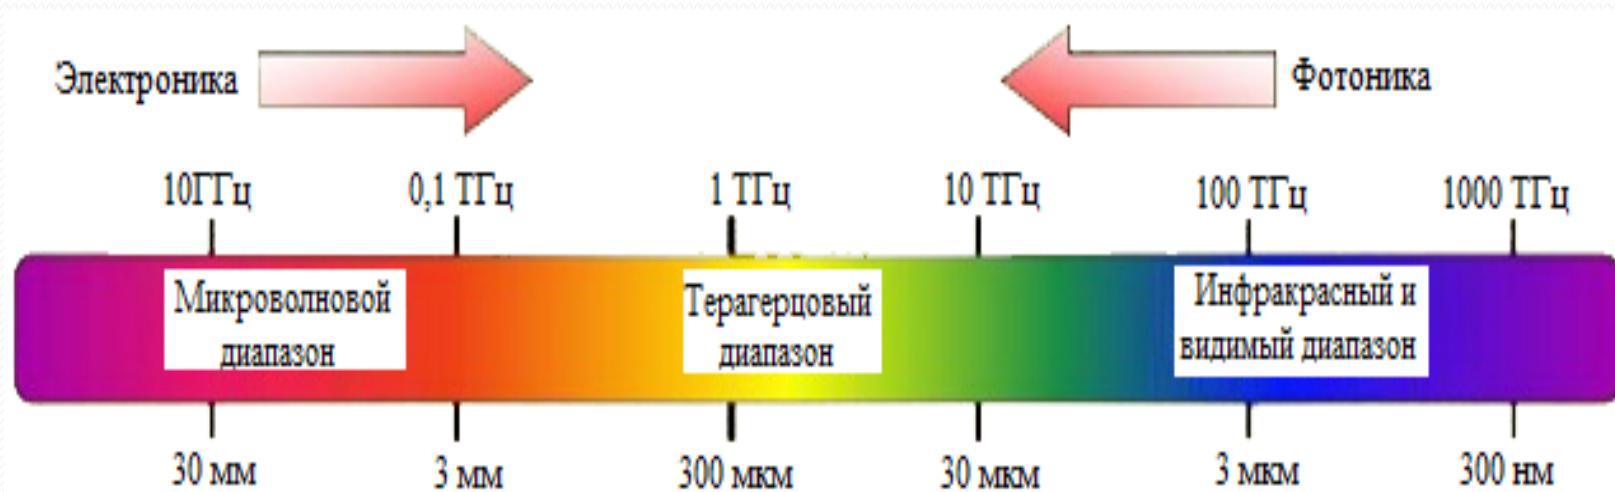 Электроника
Фотоника
10ГГц
0,1 ТГц
1 ТГц
10 ТГц
100 ТГц
1000 ТГц
Микроволновой
диапазон
Терагерцовый
диапазон
Инфракрасный и
видимый диапазон
30 мм
3 мм
300 мкм
30 мкм
3 мкм
300 нм